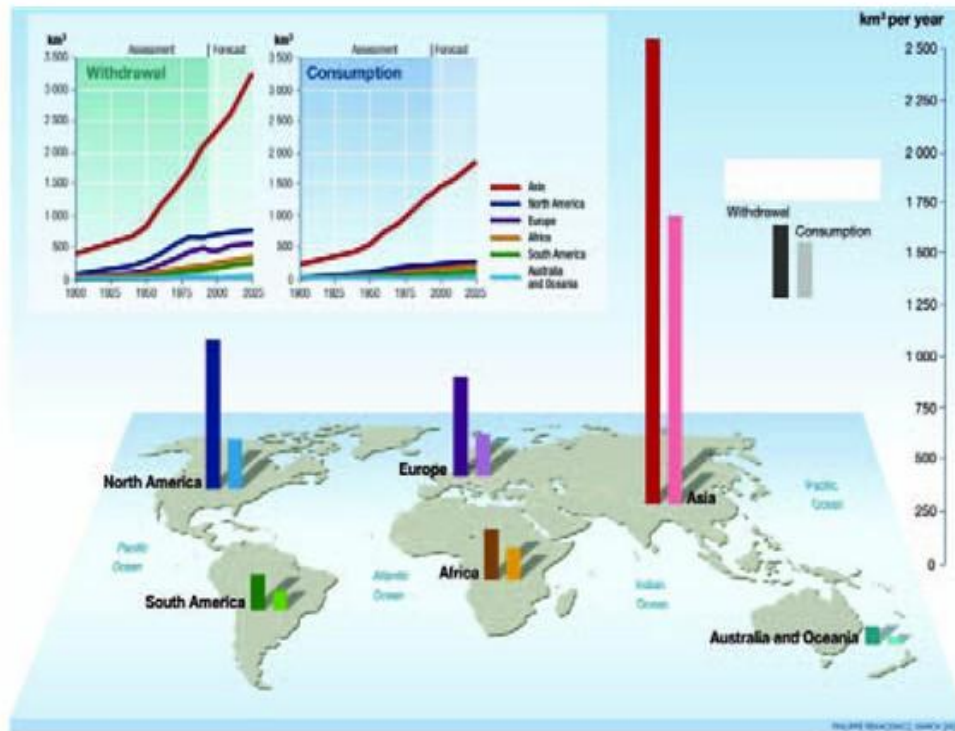 km³ per year
km³
Assessment Forecast
3 500
Withdrawal
3 000
2 500
2 000
1 500
1 000
500
0
1900 1925 1950 1975 2000 2025
km³
Assessment Forecast
3 500
Consumption
3 000
2 500
2 000
1 500
1 000
500
0
1900 1925 1950 1975 2000 2025
Asia
North America
Europe
Africa
South America
Australia
and Oceania
2 500
2 250
2 000
1 750
1 500
1 250
1 000
750
500
250
0
Withdrawal
Consumption
North America
Europe
Asia
Pacific
Ocean
Pacific
Ocean
Atlantic
Ocean
Africa
Indian
Ocean
South America
Australia and Oceania